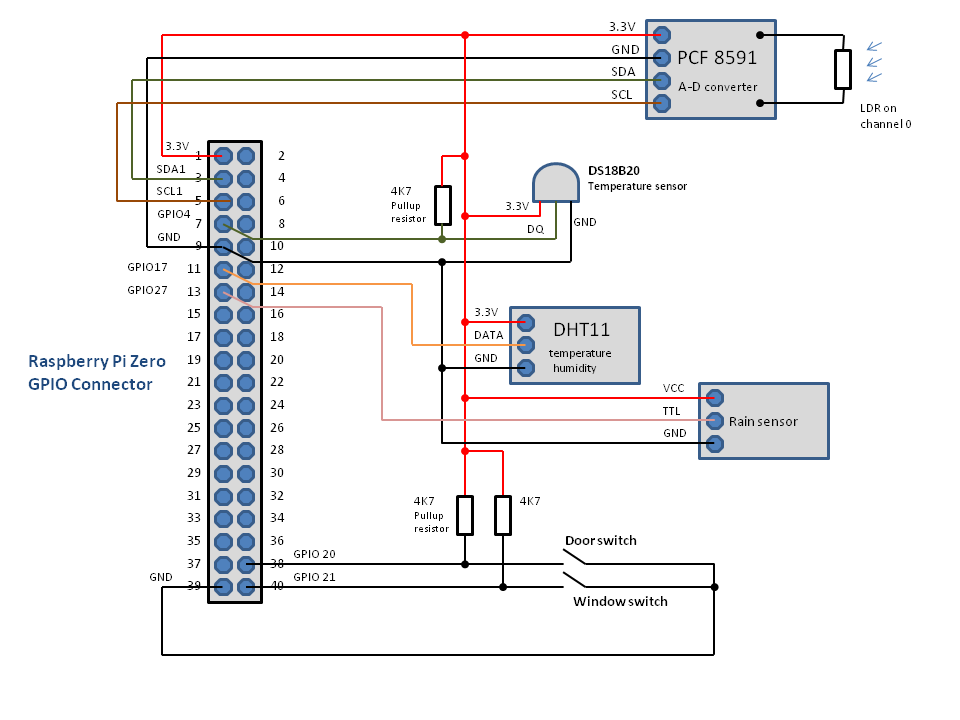 3.3V
GND
SDA
SCL
PCF 8591
A-D converter
LDR on
channel 0
3.3V
SDA1
SCL1
GPIO4
GND
GPIO17
GPIO27
1 2
3 4
5 6
7 8
9 10
11 12
13 14
15 16
17 18
19 20
21 22
23 24
25 26
27 28
29 30
31 32
33 34
35 36
37 38
39 40
Raspberry Pi Zero
GPIO Connector
4K7
Pullup
resistor
DS18B20
Temperature sensor
3.3V
DQ
GND
3.3V
DATA
GND
DHT11
temperature
humidity
VCC
TTL
GND
Rain sensor
4K7
Pullup
resistor
4K7
GPIO 20
GPIO 21
GND
Door switch
Window switch